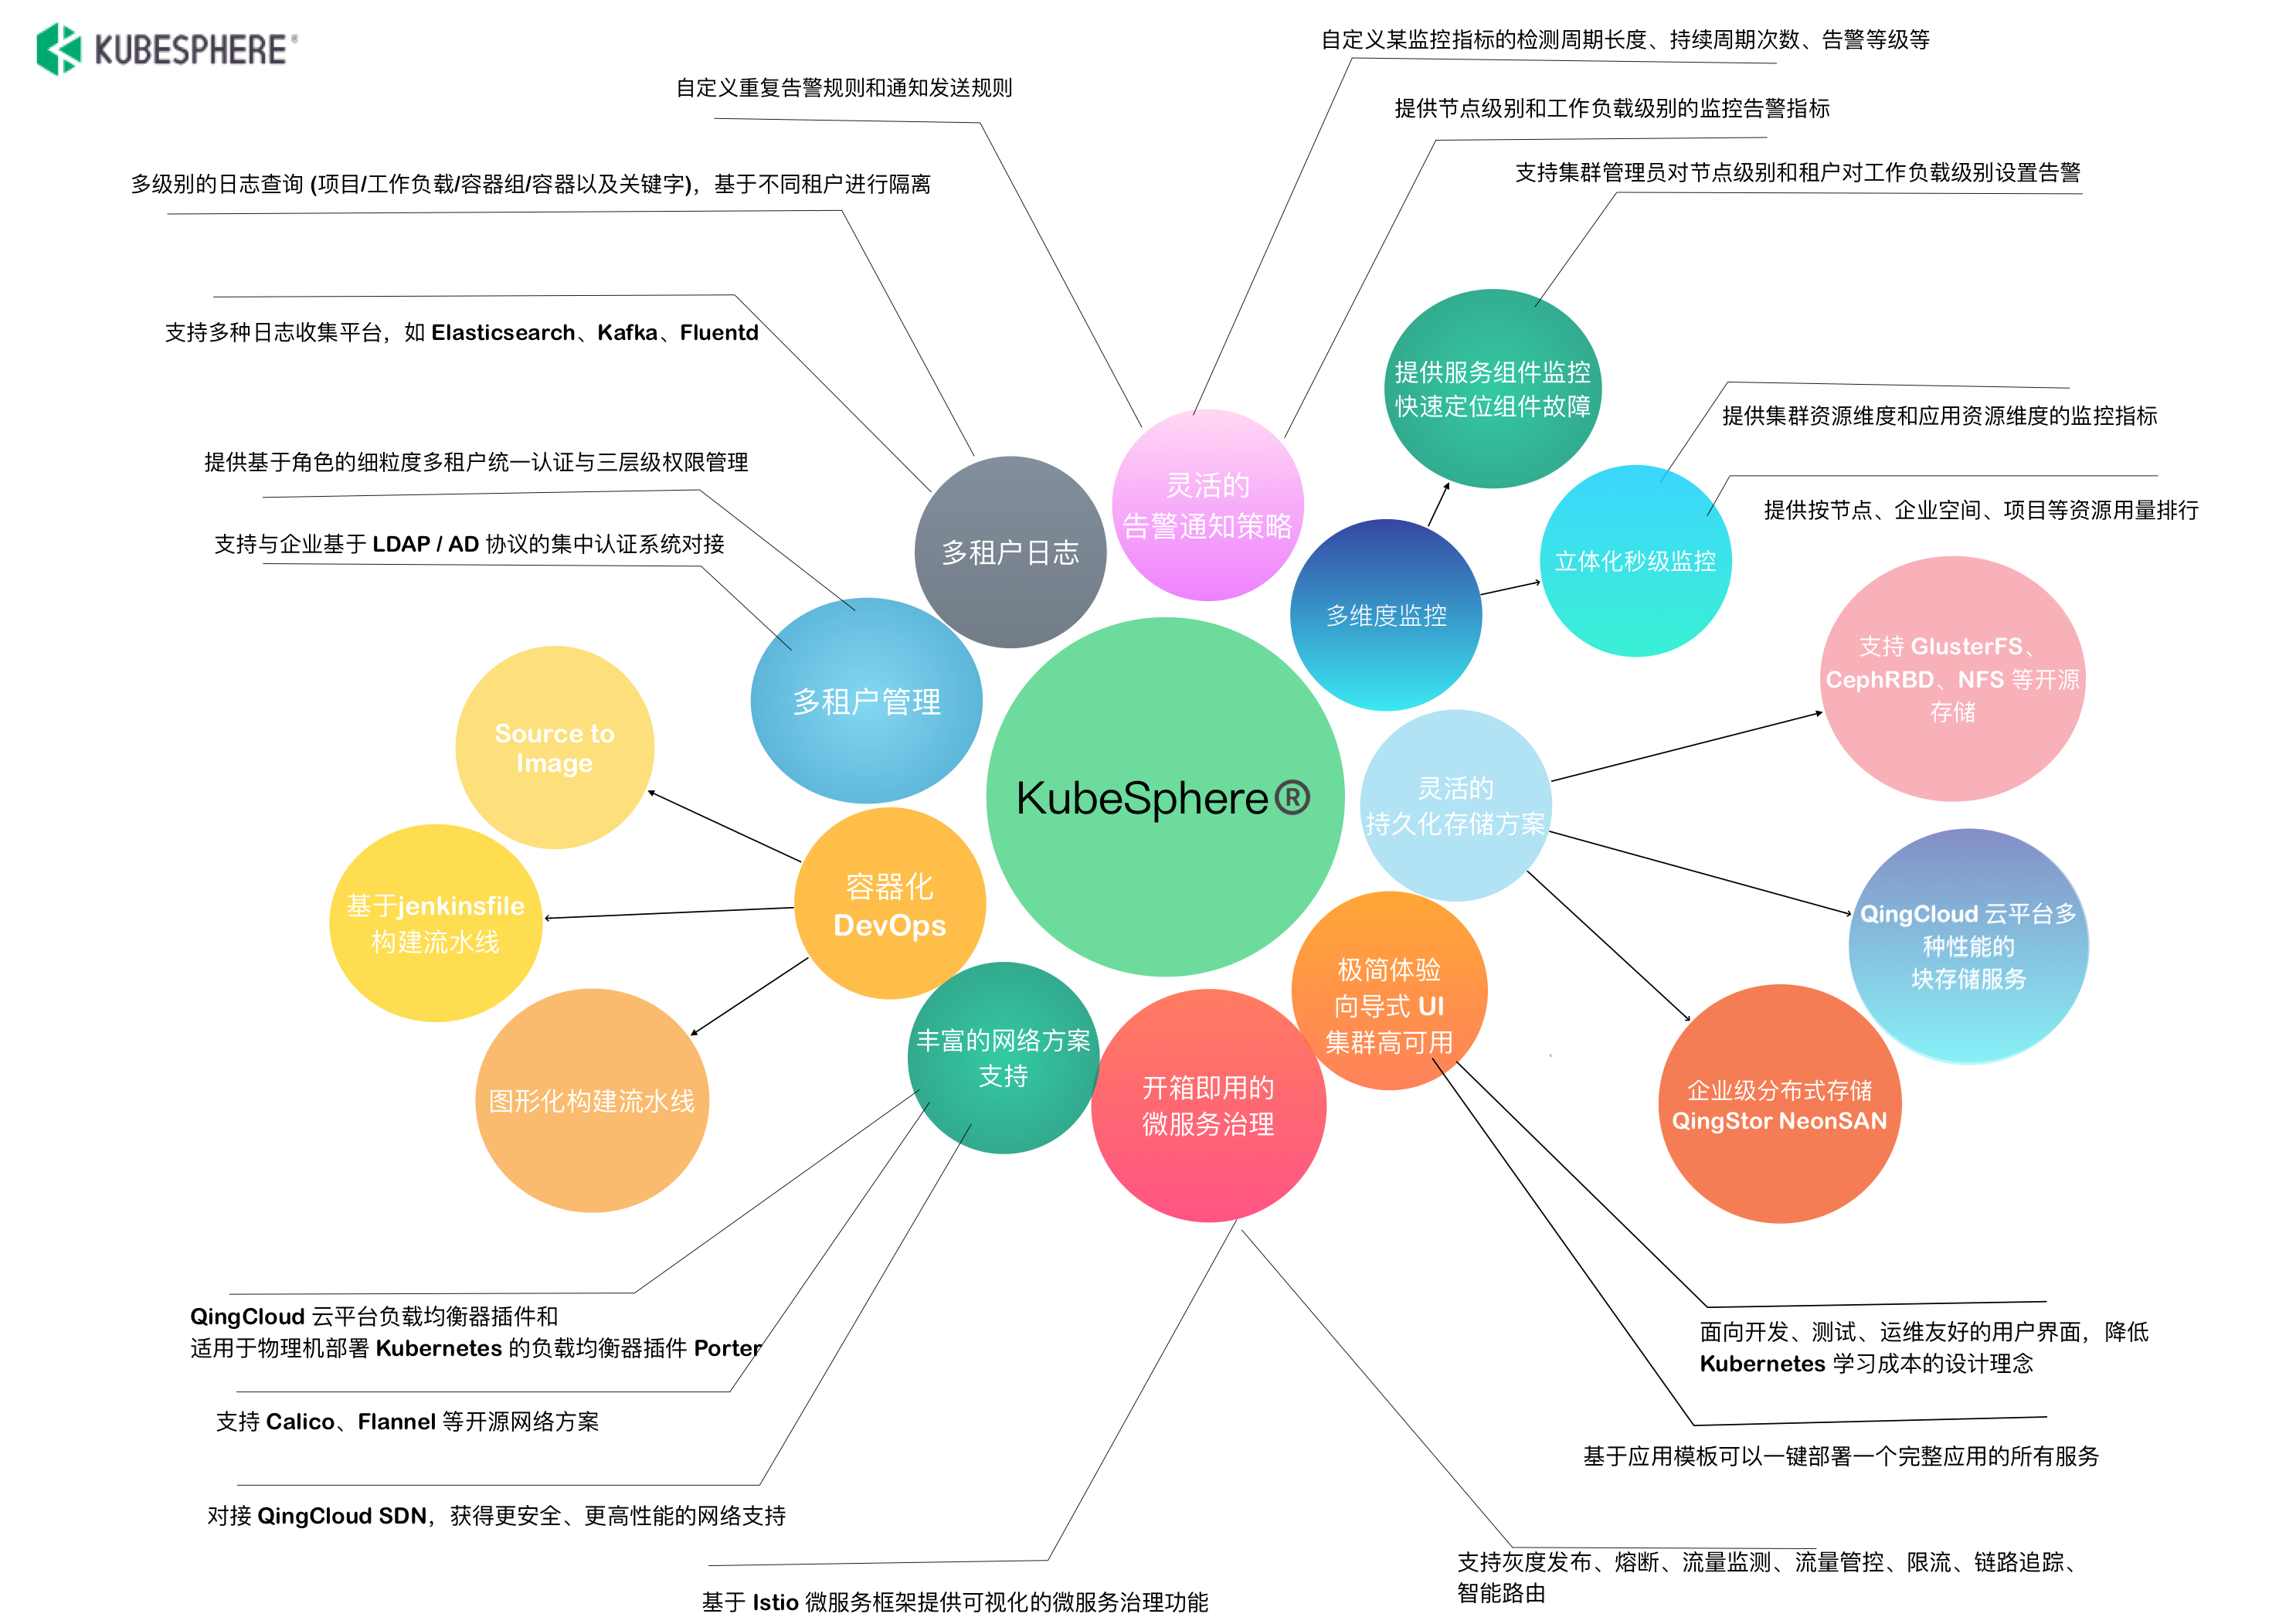 KUBESPHERE®
自定义某监控指标的检测周期长度、持续周期次数、告警等级等
自定义重复告警规则和通知发送规则
提供节点级别和工作负载级别的监控告警指标
支持集群管理员对节点级别和租户对工作负载级别设置告警
多级别的日志查询 (项目/工作负载/容器组/容器以及关键字)，基于不同租户进行隔离
支持多种日志收集平台，如 Elasticsearch、Kafka、Fluentd
提供服务组件监控
快速定位组件故障
提供集群资源维度和应用资源维度的监控指标
提供基于角色的细粒度多租户统一认证与三层级权限管理
灵活的
告警通知策略
提供按节点、企业空间、项目等资源用量排行
支持与企业基于 LDAP / AD 协议的集中认证系统对接
多租户日志
立体化秒级监控
多维度监控
支持 GlusterFS、
CephRBD、NFS 等开源
存储
多租户管理
Source to
Image
KubeSphere®
灵活的
持久化存储方案
容器化
DevOps
基于jenkinsfile
构建流水线
QingCloud 云平台多
种性能的
块存储服务
极简体验
向导式 UI
集群高可用
丰富的网络方案
支持
开箱即用的
微服务治理
图形化构建流水线
企业级分布式存储
QingStor NeonSAN
QingCloud 云平台负载均衡器插件和
适用于物理机部署 Kubernetes 的负载均衡器插件 Porter
面向开发、测试、运维友好的用户界面，降低
Kubernetes 学习成本的设计理念
支持 Calico、Flannel 等开源网络方案
基于应用模板可以一键部署一个完整应用的所有服务
对接 QingCloud SDN，获得更安全、更高性能的网络支持
支持灰度发布、熔断、流量监测、流量管控、限流、链路追踪、
智能路由
基于 Istio 微服务框架提供可视化的微服务治理功能